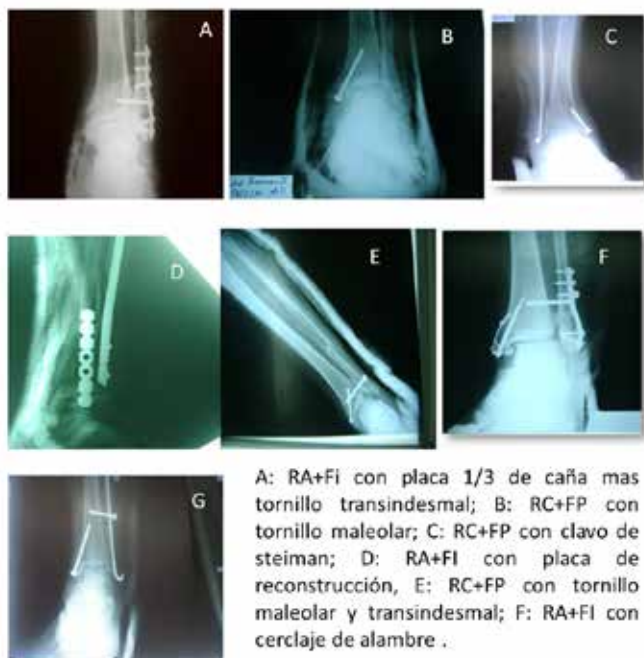 A
B
C
D
E
F
G
A: RA+Fi con placa 1/3 de caña mas
tornillo transindesmal; B: RC+FP con
tornillo maleolar; C: RC+FP con clavo de
steiman; D: RA+FI con placa de
reconstrucción, E: RC+FP con tornillo
maleolar y transindesmal; F: RA+FI con
cerclaje de alambre .